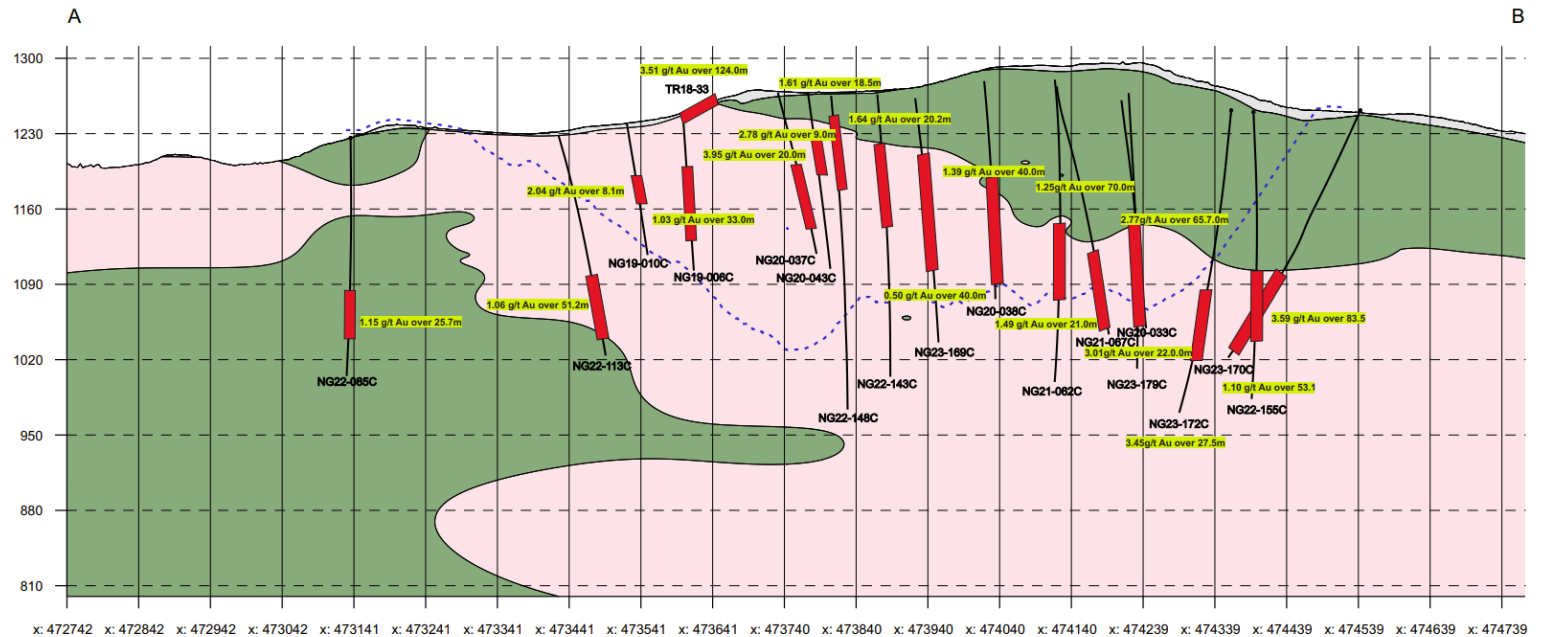 A
B
1300
3.51 g/t Au over 124.0m
TR18-33
1.61 g/t Au over 18.5m
1.64 g/t Au over 20.2m
1230
2.78 g/t Au over 9.0m
3.95 g/t Au over 20.0m
1.39 g/t Au over 40.0m
2.04 g/t Au over 8.1m
1.25g/t Au over 70.0m
1160
1.03 g/t Au over 33.0m
2.77g/t Au over 65.7.0m
NG19-010C
NG19-006C
NG20-037C
NG20-043C
1090
1.06 g/t Au over 51.2m
0.50 g/t Au over 40.0m
NG20-038C
1.15 g/t Au over 25.7m
1.49 g/t Au over 21.0m
NG20-033C
3.59 g/t Au over 83.5
NG21-067C
NG23-169C
3.01g/t Au over 22.0.0m
1020
NG22-113C
NG23-170C
NG22-085C
NG22-143C
NG23-179C
NG21-062C
1.10 g/t Au over 53.1
NG22-155C
NG22-148C
NG23-172C
950
3.45g/t Au over 27.5m
880
810
x: 472742 x: 472842 x: 472942 x: 473042 x: 473141 x: 473241 x: 473341 x: 473441 x: 473541 x: 473641 x: 473740 x: 473840 x: 473940 x: 474040 x: 474140 x: 474239 x: 474339 x: 474439 x: 474539 x: 474639 x: 474739